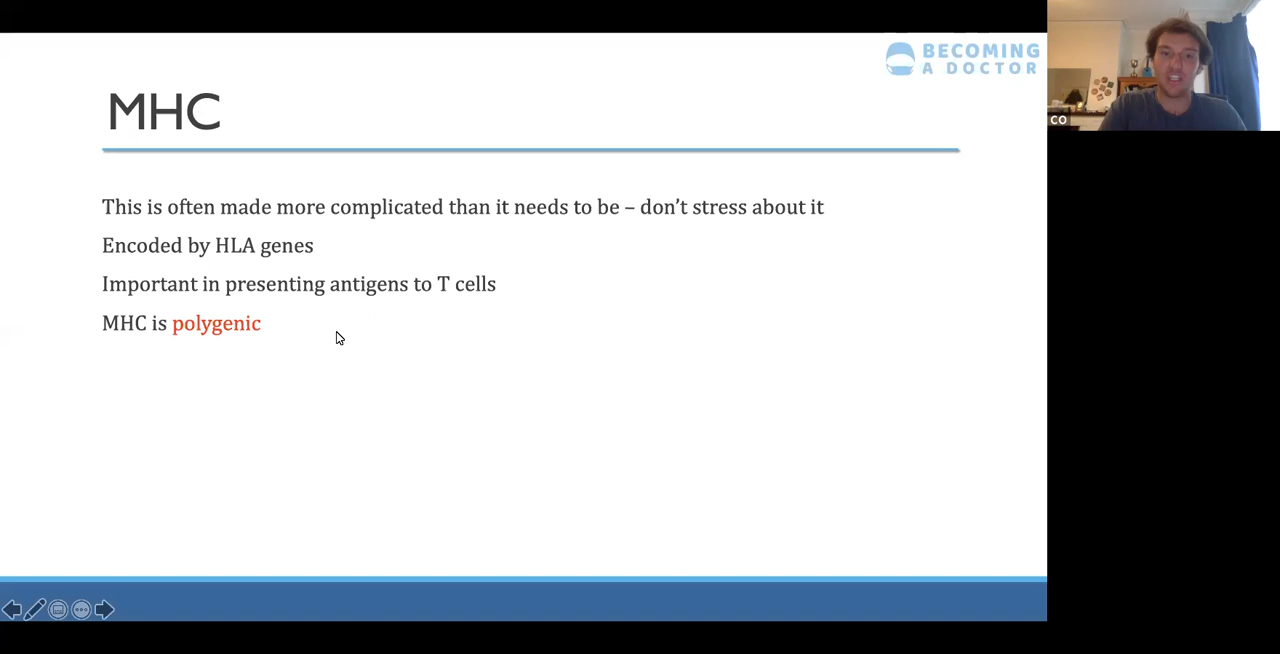 BECOMING
A DOCTOR
MHC
CO
This is often made more complicated than it needs to be – don't stress about it
Encoded by HLA genes
Important in presenting antigens to T cells
MHC is polygenic